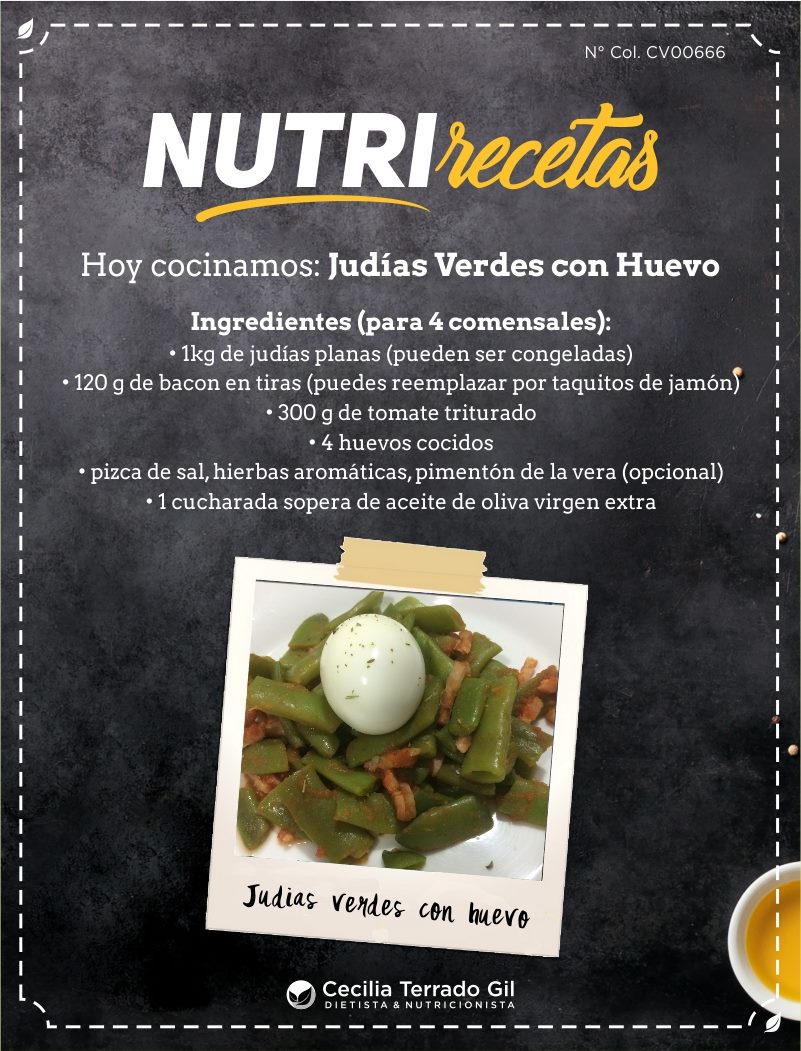 N° Col. CV00666
NUTRIrecetas
Hoy cocinamos: Judías Verdes con Huevo
Ingredientes (para 4 comensales):
• 1kg de judías planas (pueden ser congeladas)
• 120 g de bacon en tiras (puedes reemplazar por taquitos de jamón)
• 300 g de tomate triturado
• 4 huevos cocidos
• pizca de sal, hierbas aromáticas, pimentón de la vera (opcional)
• 1 cucharada sopera de aceite de oliva virgen extra
Judias verdes con huevo
Cecilia Terrado Gil
DIETISTA & NUTRICIONISTA